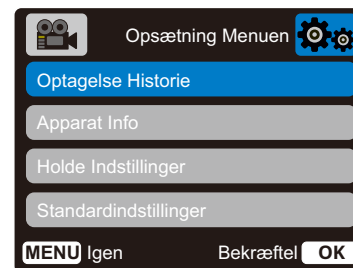 Opsætning Menuen
Optagelse Historie
Apparat Info
Holde Indstillinger
Standardindstillinger
MENU Igen Bekræftel OK